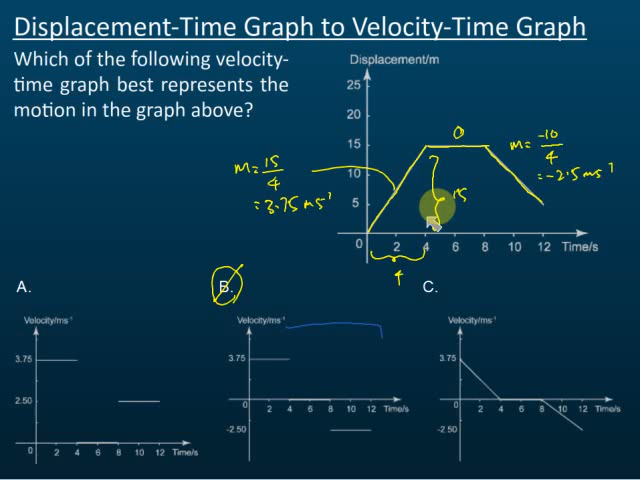 Displacement-Time Graph to Velocity-Time Graph
Which of the following velocity-
time graph best represents the
motion in the graph above?
Displacement/m
25
20
15
10
5
0
2 4 6 8 10 12 Time/s
m = 15
4
= 3.75 ms⁻¹
0
m = -10
4
= -2.5 ms⁻¹
15
4
A.
Velocity/ms⁻¹
3.75
2.50
0
2 4 6 8 10 12 Time/s
B.
Velocity/ms⁻¹
3.75
0
2 4 6 8 10 12 Time/s
-2.50
C.
Velocity/ms⁻¹
3.75
0
2 4 6 8 10 12 Time/s
-2.50